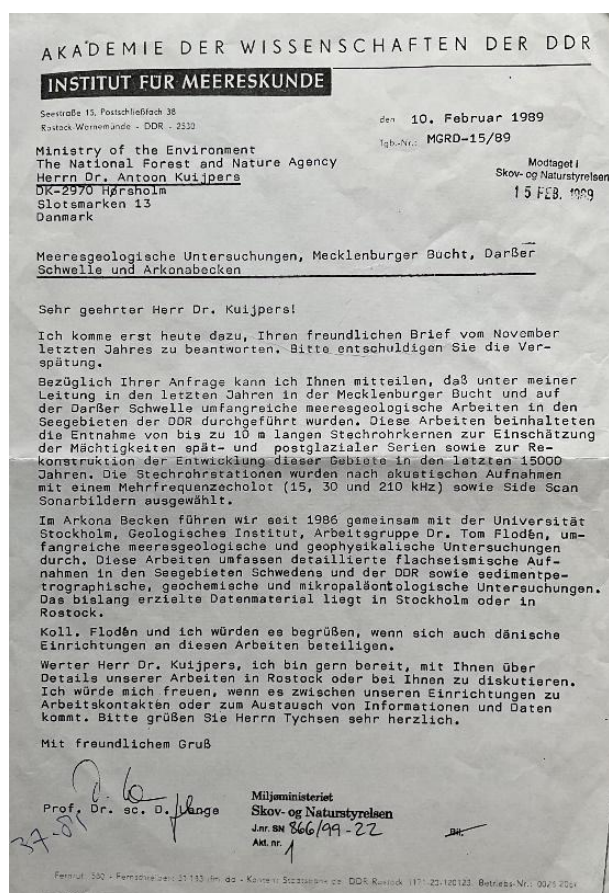 AKADEMIE DER WISSENSCHAFTEN DER DDR
INSTITUT FÜR MEERESKUNDE
Seestraße 15, Postschließfach 38
Rostock-Warnemünde - DDR - 2530
den 10. Februar 1989
Tgb.-Nr.: MGRD-15/89
Ministry of the Environment
The National Forest and Nature Agency
Herrn Dr. Antoon Kuijpers
DK-2970 Hørsholm
Slotsmarken 13
Danmark
Modtaget i
Skov- og Naturstyrelsen
15 FEB. 1989
Meeresgeologische Untersuchungen, Mecklenburger Bucht, Darßer
Schwelle und Arkonabecken
Sehr geehrter Herr Dr. Kuijpers!
Ich komme erst heute dazu, Ihren freundlichen Brief vom November
letzten Jahres zu beantworten. Bitte entschuldigen Sie die Ver-
spätung.
Bezüglich Ihrer Anfrage kann ich Ihnen mitteilen, daß unter meiner
Leitung in den letzten Jahren in der Mecklenburger Bucht und auf
der Darßer Schwelle umfangreiche meeresgeologische Arbeiten in den
Seegebieten der DDR durchgeführt wurden. Diese Arbeiten beinhalteten
die Entnahme von bis zu 10 m langen Stechrohrkernen zur Einschätzung
der Mächtigkeiten spät- und postglazialer Serien sowie zur Re-
konstruktion der Entwicklung dieser Gebiete in den letzten 15000
Jahren. Die Stechrohrstationen wurden nach akustischen Aufnahmen
mit einem Mehrfrequenzecholot (15, 30 und 210 kHz) sowie Side Scan
Sonarbildern ausgewählt.
Im Arkona Becken führen wir seit 1986 gemeinsam mit der Universität
Stockholm, Geologisches Institut, Arbeitsgruppe Dr. Tom Flodén, um-
fangreiche meeresgeologische und geophysikalische Untersuchungen
durch. Diese Arbeiten umfassen detaillierte flachseismische Auf-
nahmen in den Seegebieten Schwedens und der DDR sowie sedimentpe-
trographische, geochemische und mikropaläontologische Untersuchungen.
Das bislang erzielte Datenmaterial liegt in Stockholm oder in
Rostock.
Koll. Flodén und ich würden es begrüßen, wenn sich auch dänische
Einrichtungen an diesen Arbeiten beteiligen.
Werter Herr Dr. Kuijpers, ich bin gern bereit, mit Ihnen über
Details unserer Arbeiten in Rostock oder bei Ihnen zu diskutieren.
Ich würde mich freuen, wenn es zwischen unseren Einrichtungen zu
Arbeitskontakten oder zum Austausch von Informationen und Daten
kommt. Bitte grüßen Sie Herrn Tychsen sehr herzlich.
Mit freundlichem Gruß
Prof. Dr. sc. D. Lange
Miljøministeriet
Skov- og Naturstyrelsen
J.nr. SN 866/99-22
Akt. nr. 1
Bil.